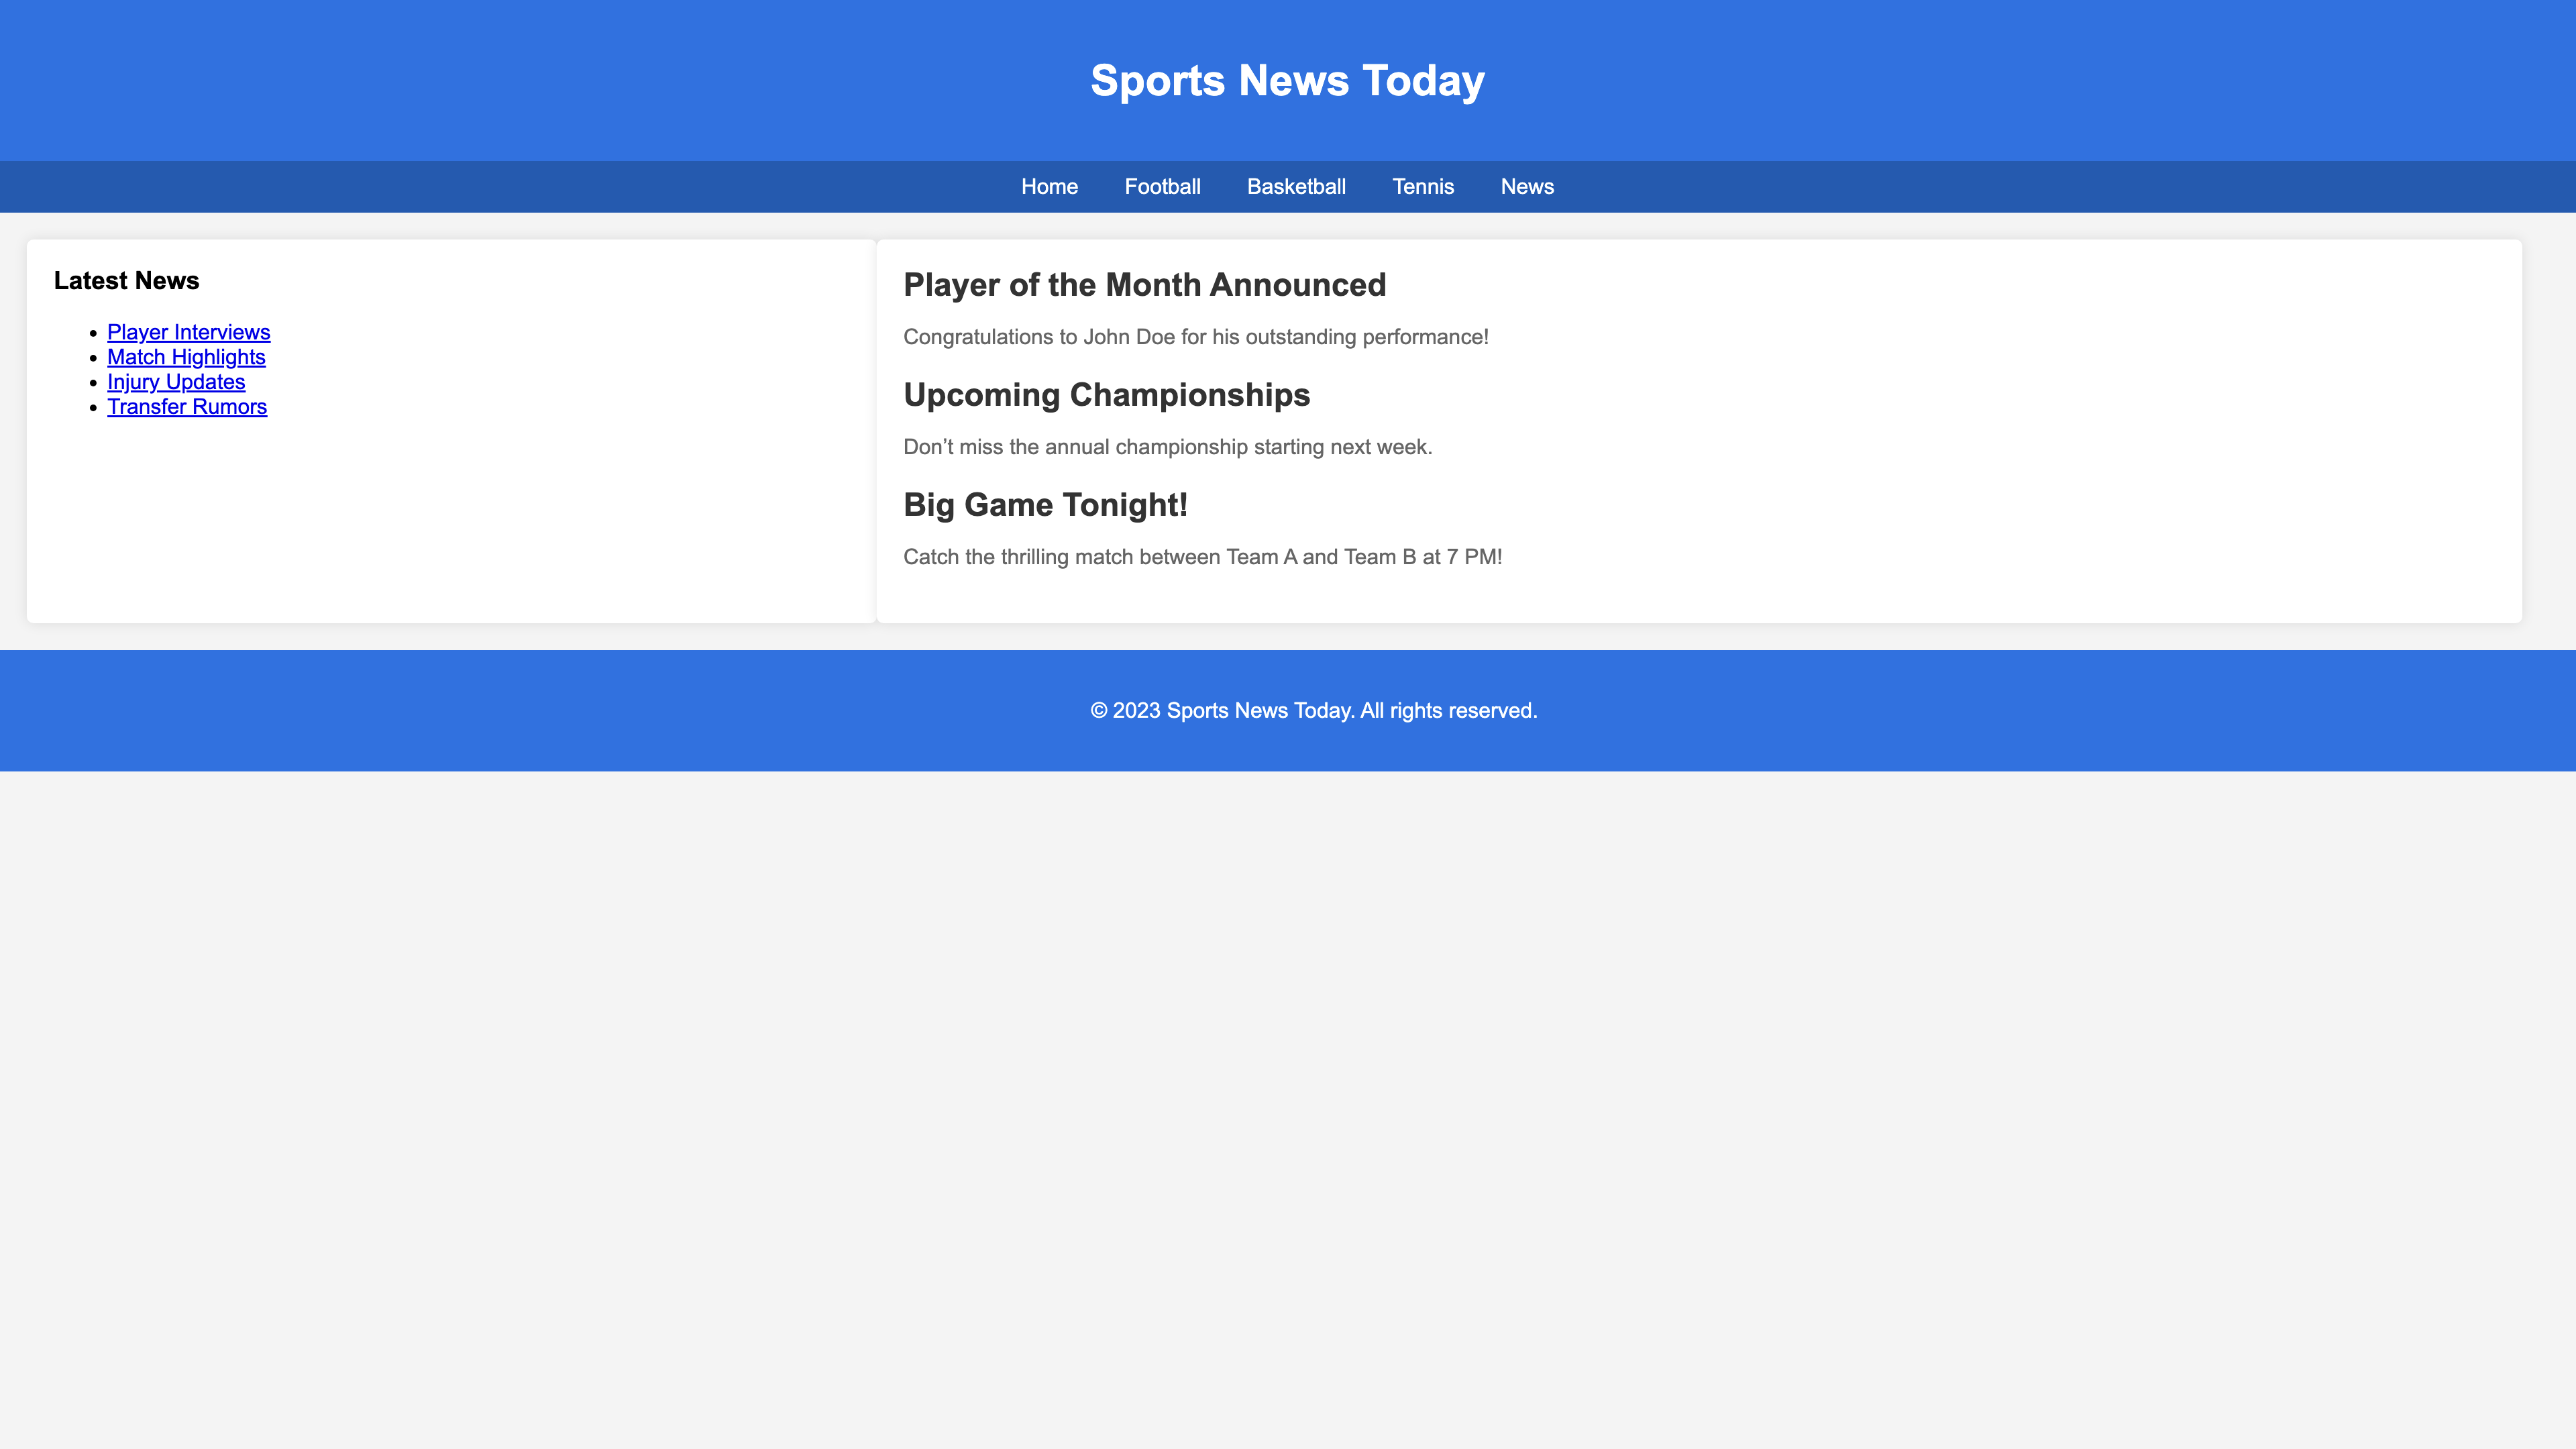 Sports News Today
Home Football Basketball Tennis News
Latest News
Player Interviews
Match Highlights
Injury Updates
Transfer Rumors
Player of the Month Announced
Congratulations to John Doe for his outstanding performance!
Upcoming Championships
Don’t miss the annual championship starting next week.
Big Game Tonight!
Catch the thrilling match between Team A and Team B at 7 PM!
© 2023 Sports News Today. All rights reserved.